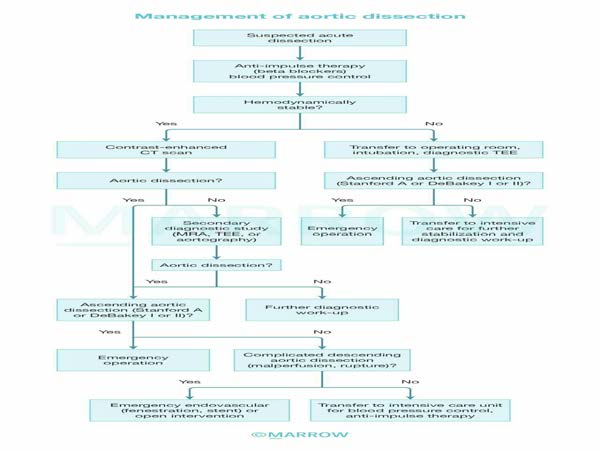 Management of aortic dissection
Suspected acute
dissection
Anti-impulse therapy
(beta blockers)
blood pressure control
Hemodynamically
stable?
Yes
No
Contrast-enhanced
CT scan
Transfer to operating room,
intubation, diagnostic TEE
Aortic dissection?
Ascending aortic dissection
(Stanford A or DeBakey I or II)?
Yes
No
Yes
No
Secondary
diagnostic study
(MRA, TEE, or
aortography)
Emergency
operation
Transfer to intensive
care for further
stabilization and
diagnostic work-up
MARROW
Aortic dissection?
Yes
No
Ascending aortic
dissection (Stanford A
or DeBakey I or II)?
Further diagnostic
work-up
Yes
No
Emergency
operation
Complicated descending
aortic dissection
(malperfusion, rupture)?
Yes
No
Emergency endovascular
(fenestration, stent) or
open intervention
Transfer to intensive care unit
for blood pressure control,
anti-impulse therapy
©MARROW